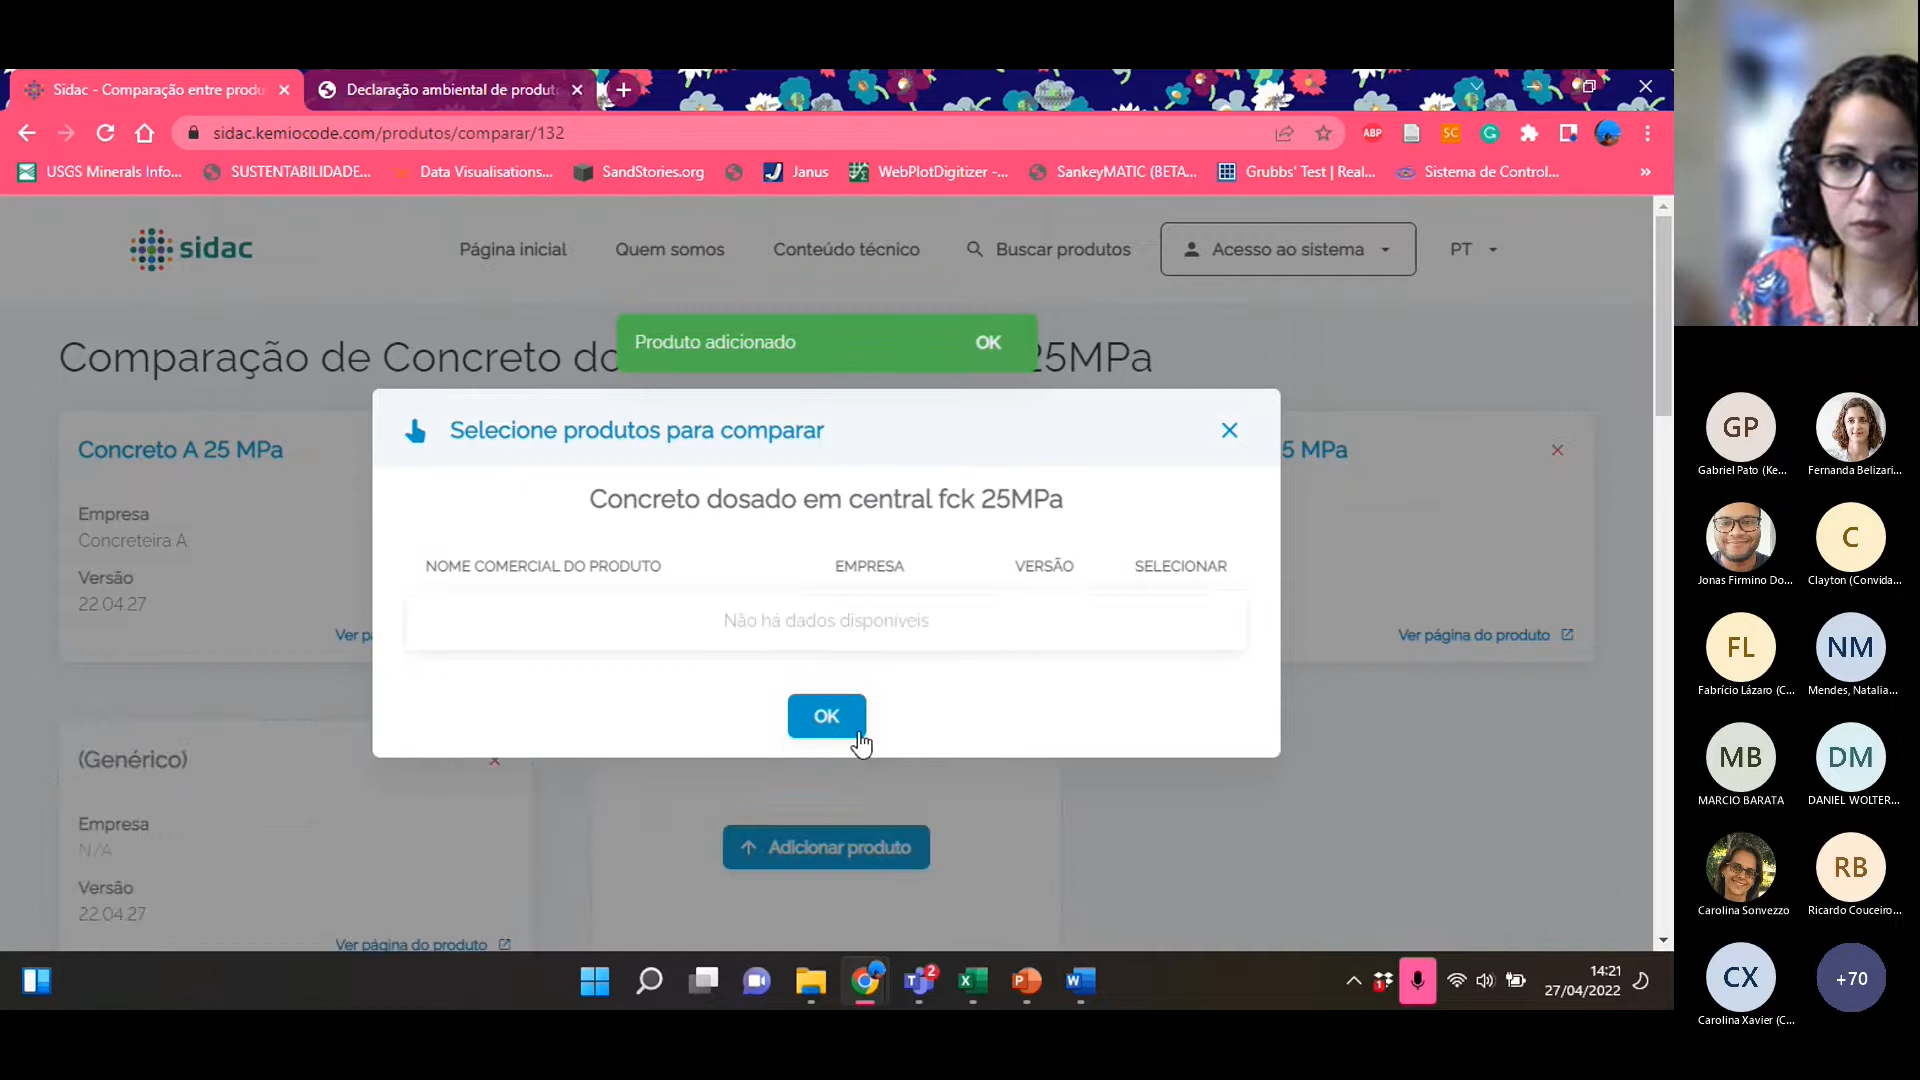 Sidac - Comparação entre produ
Declaração ambiental de produt
sidac.kemiocode.com/produtos/comparar/132
ABP
SC
G
USGS Minerals Info...
SUSTENTABILIDADE...
Data Visualisations...
SandStories.org
Janus
WebPlotDigitizer -...
SankeyMATIC (BETA...
Grubbs' Test | Real...
Sistema de Control...
»
sidac
Página inicial
Quem somos
Conteúdo técnico
Buscar produtos
Acesso ao sistema
PT
Produto adicionado
OK
Comparação de Concreto do
25MPa
Selecione produtos para comparar
Concreto dosado em central fck 25MPa
NOME COMERCIAL DO PRODUTO
EMPRESA
VERSÃO
SELECIONAR
Não há dados disponíveis
OK
Concreto A 25 MPa
Empresa
Concreteira A
Versão
22.04.27
Ver p
5 MPa
Ver página do produto
(Genérico)
Empresa
N/A
Versão
22.04.27
Ver página do produto
Adicionar produto
2
1
14:21
27/04/2022
GP
Gabriel Pato (Ke...
Fernanda Belizari...
Jonas Firmino Do...
C
Clayton (Convida...
FL
Fabrício Lázaro (C...
NM
Mendes, Natalia...
MB
MARCIO BARATA
DM
DANIEL WOLTER...
Carolina Sonvezzo
RB
Ricardo Couceiro...
CX
Carolina Xavier (C...
+70